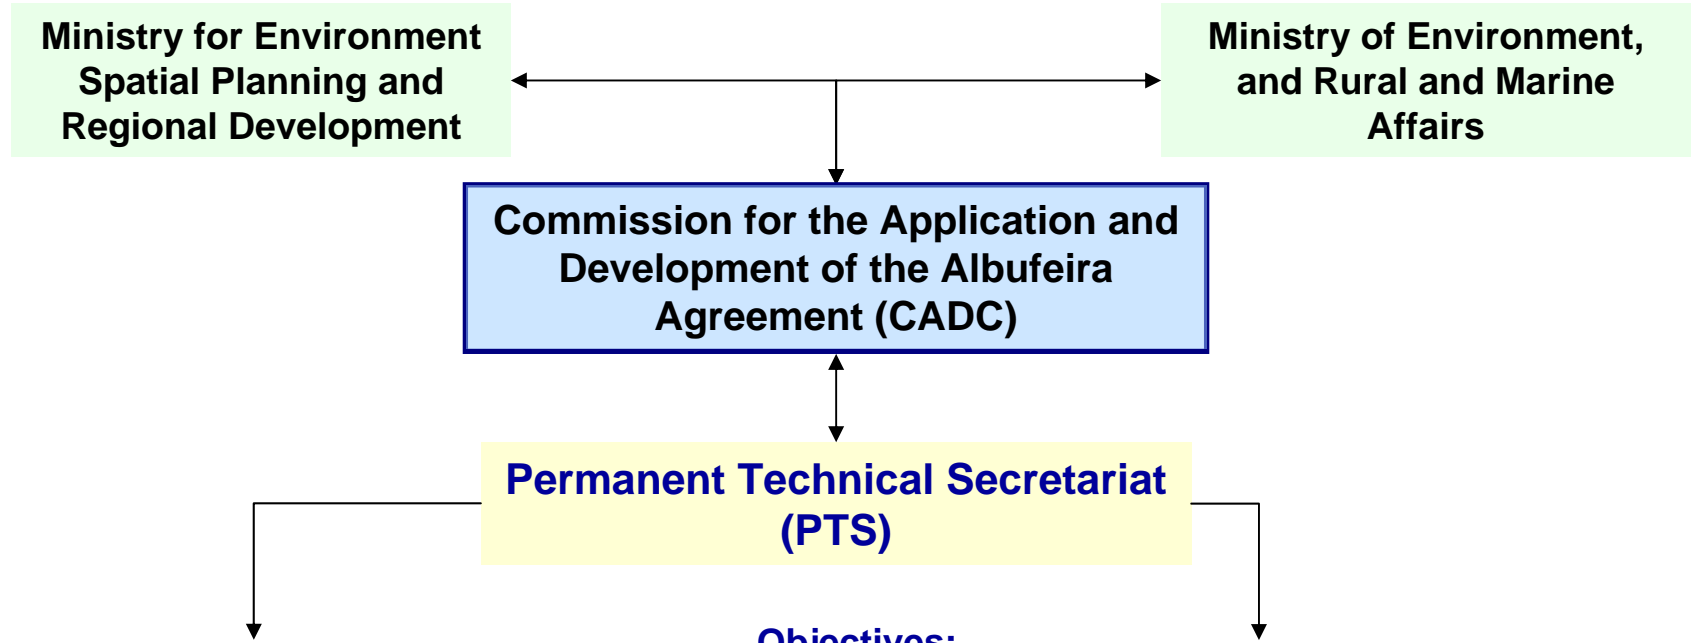 Ministry for Environment
Spatial Planning and
Regional Development
Ministry of Environment,
and Rural and Marine
Affairs
Commission for the Application and
Development of the Albufeira
Agreement (CADC)
Permanent Technical Secretariat
(PTS)
Objectives: